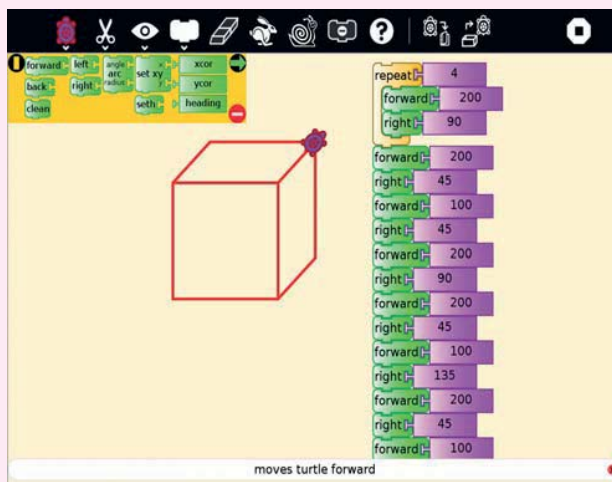 forward left angle arc radius set xy x y xcor
back right ycor
clean seth heading
repeat 4
forward 200
right 90
forward 200
right 45
forward 100
right 45
forward 200
right 90
forward 200
right 45
forward 100
right 135
forward 200
right 45
forward 100
moves turtle forward